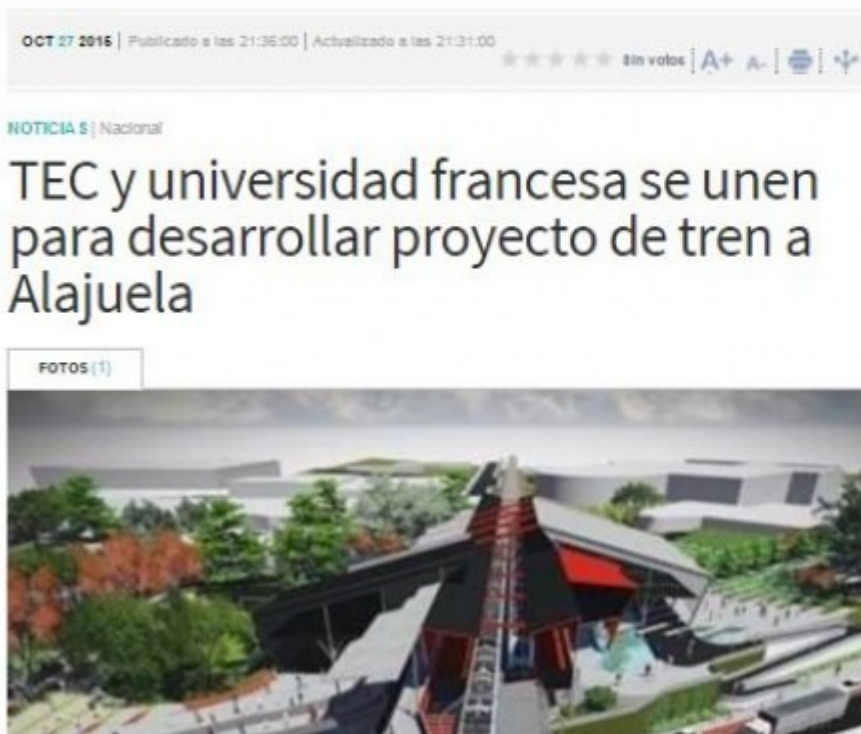 OCT 27 2015 | Publicado a las 21:36:00 | Actualizado a las 21:31:00
Sin votos | A+ A- |
NOTICIAS | Nacional
TEC y universidad francesa se unen
para desarrollar proyecto de tren a
Alajuela
FOTOS (1)